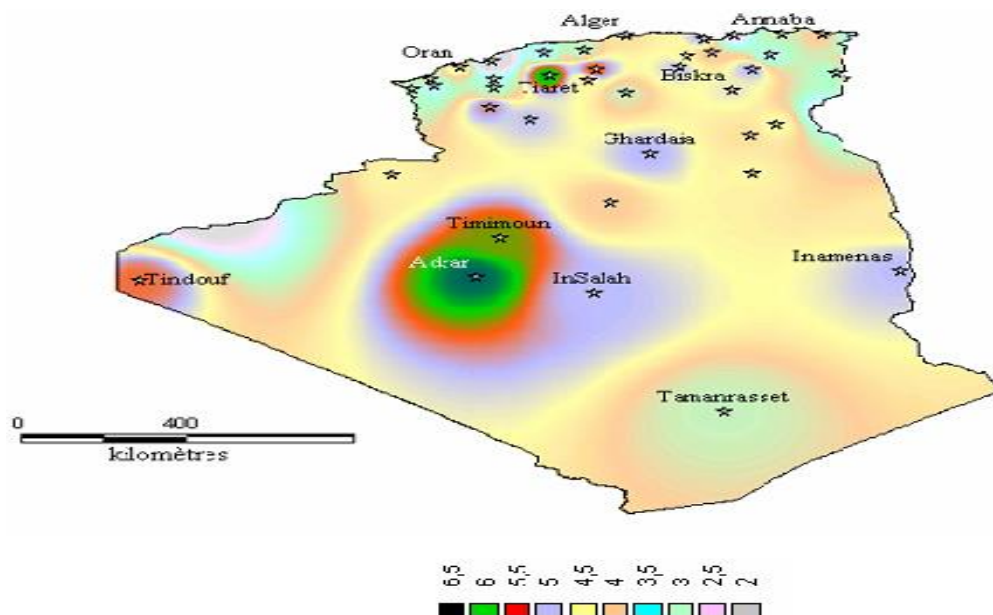 Alger
Annaba
Oran
Tiaret
Biskra
Ghardaia
Timimoun
Adrar
Tindouf
InSalah
Inamenas
Tamanrasset
0 400
kilomètres
6,5 6 5,5 5 4,5 4 3,5 3 2,5 2